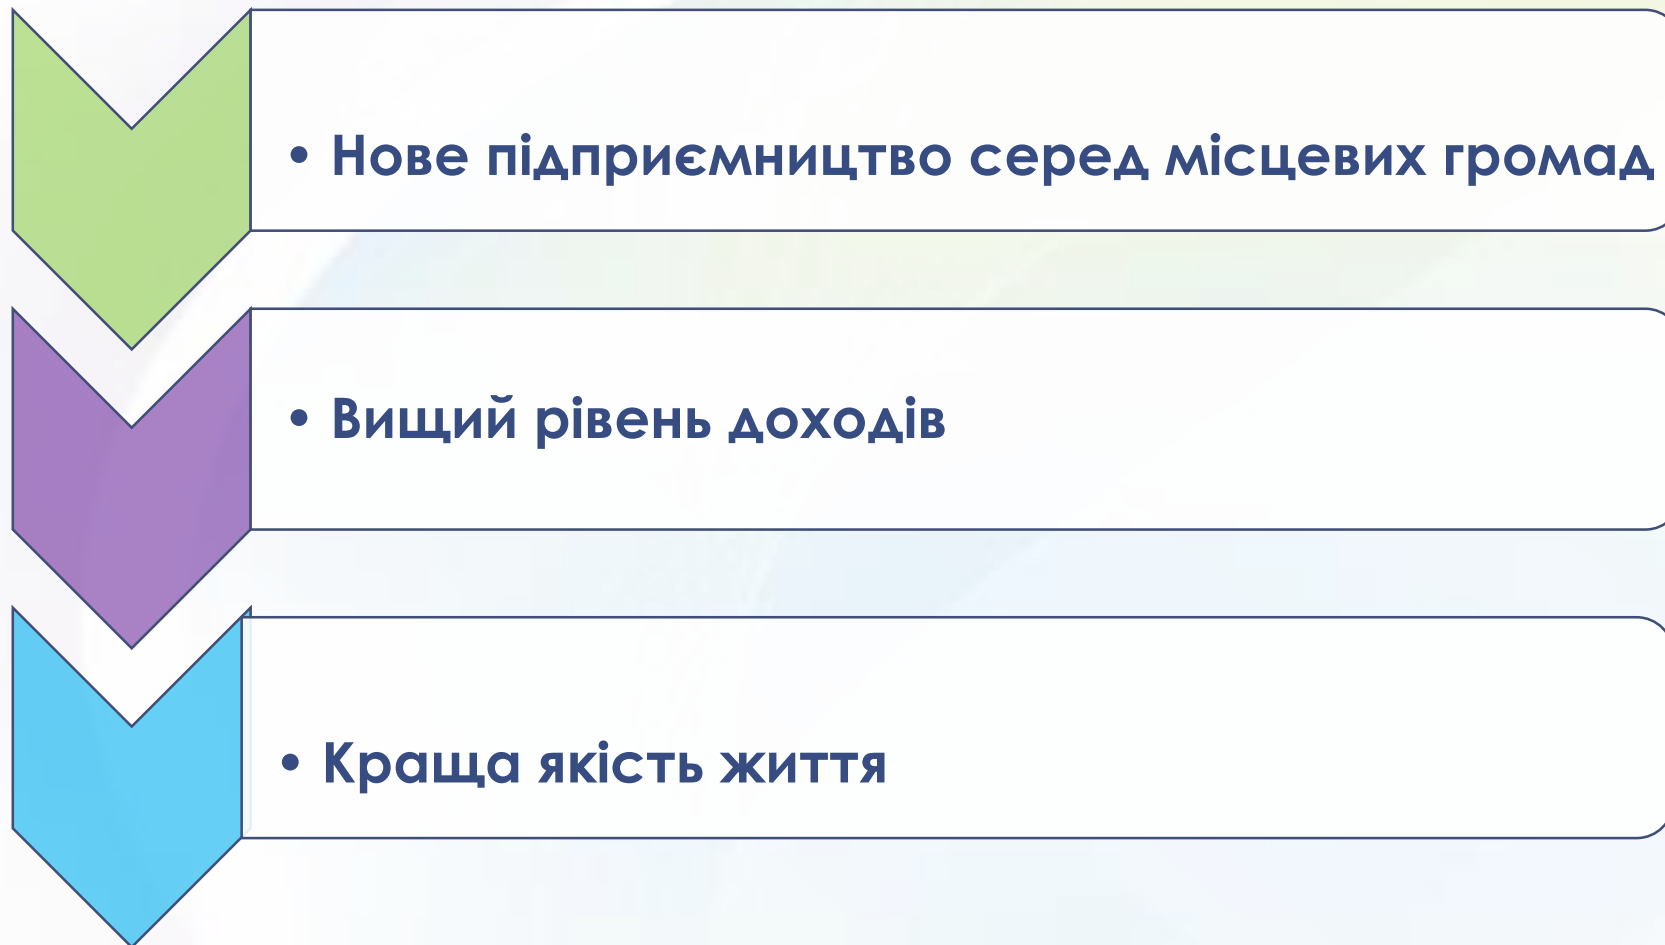 • Нове підприємництво серед місцевих громад
• Вищий рівень доходів
• Краща якість життя